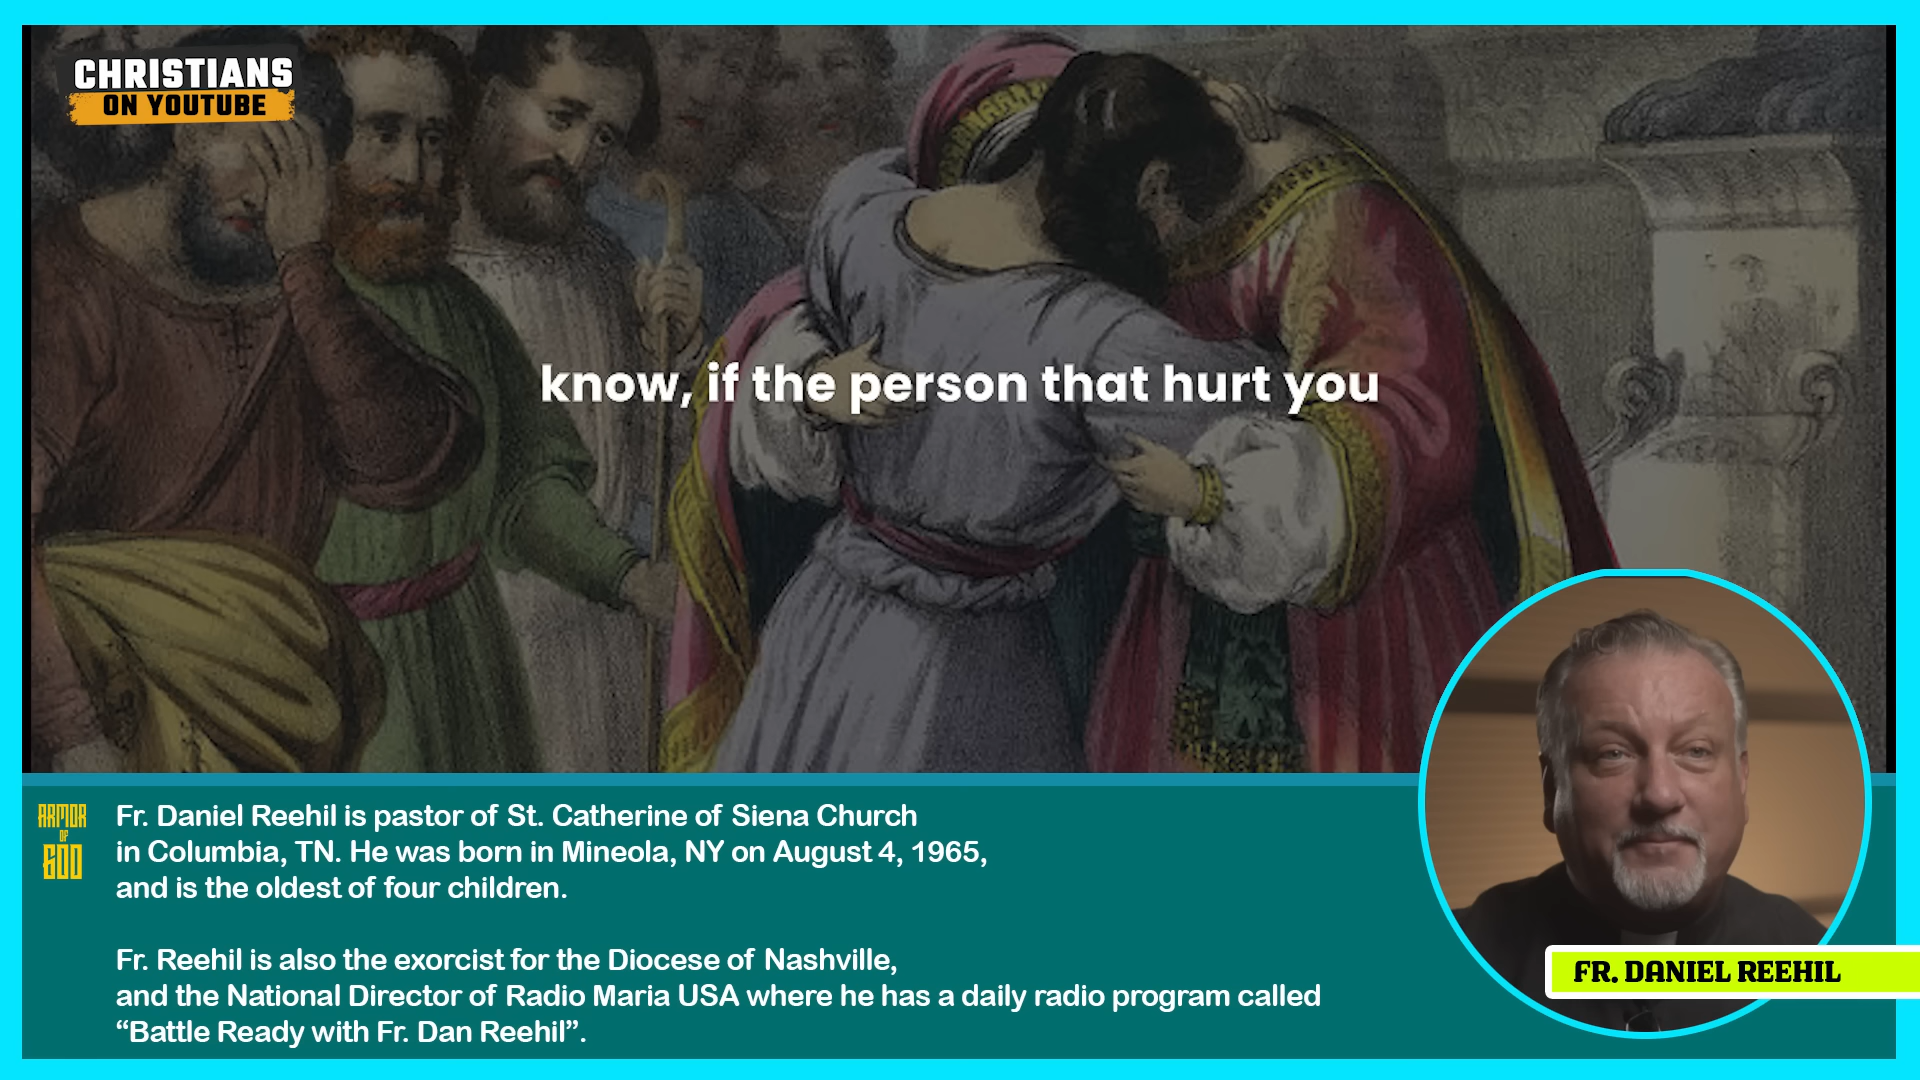 CHRISTIANS
ON YOUTUBE
know, if the person that hurt you
ARMOR
OF
GOD
Fr. Daniel Reehil is pastor of St. Catherine of Siena Church
in Columbia, TN. He was born in Mineola, NY on August 4, 1965,
and is the oldest of four children.
Fr. Reehil is also the exorcist for the Diocese of Nashville,
and the National Director of Radio Maria USA where he has a daily radio program called
“Battle Ready with Fr. Dan Reehil”.
FR. DANIEL REEHIL